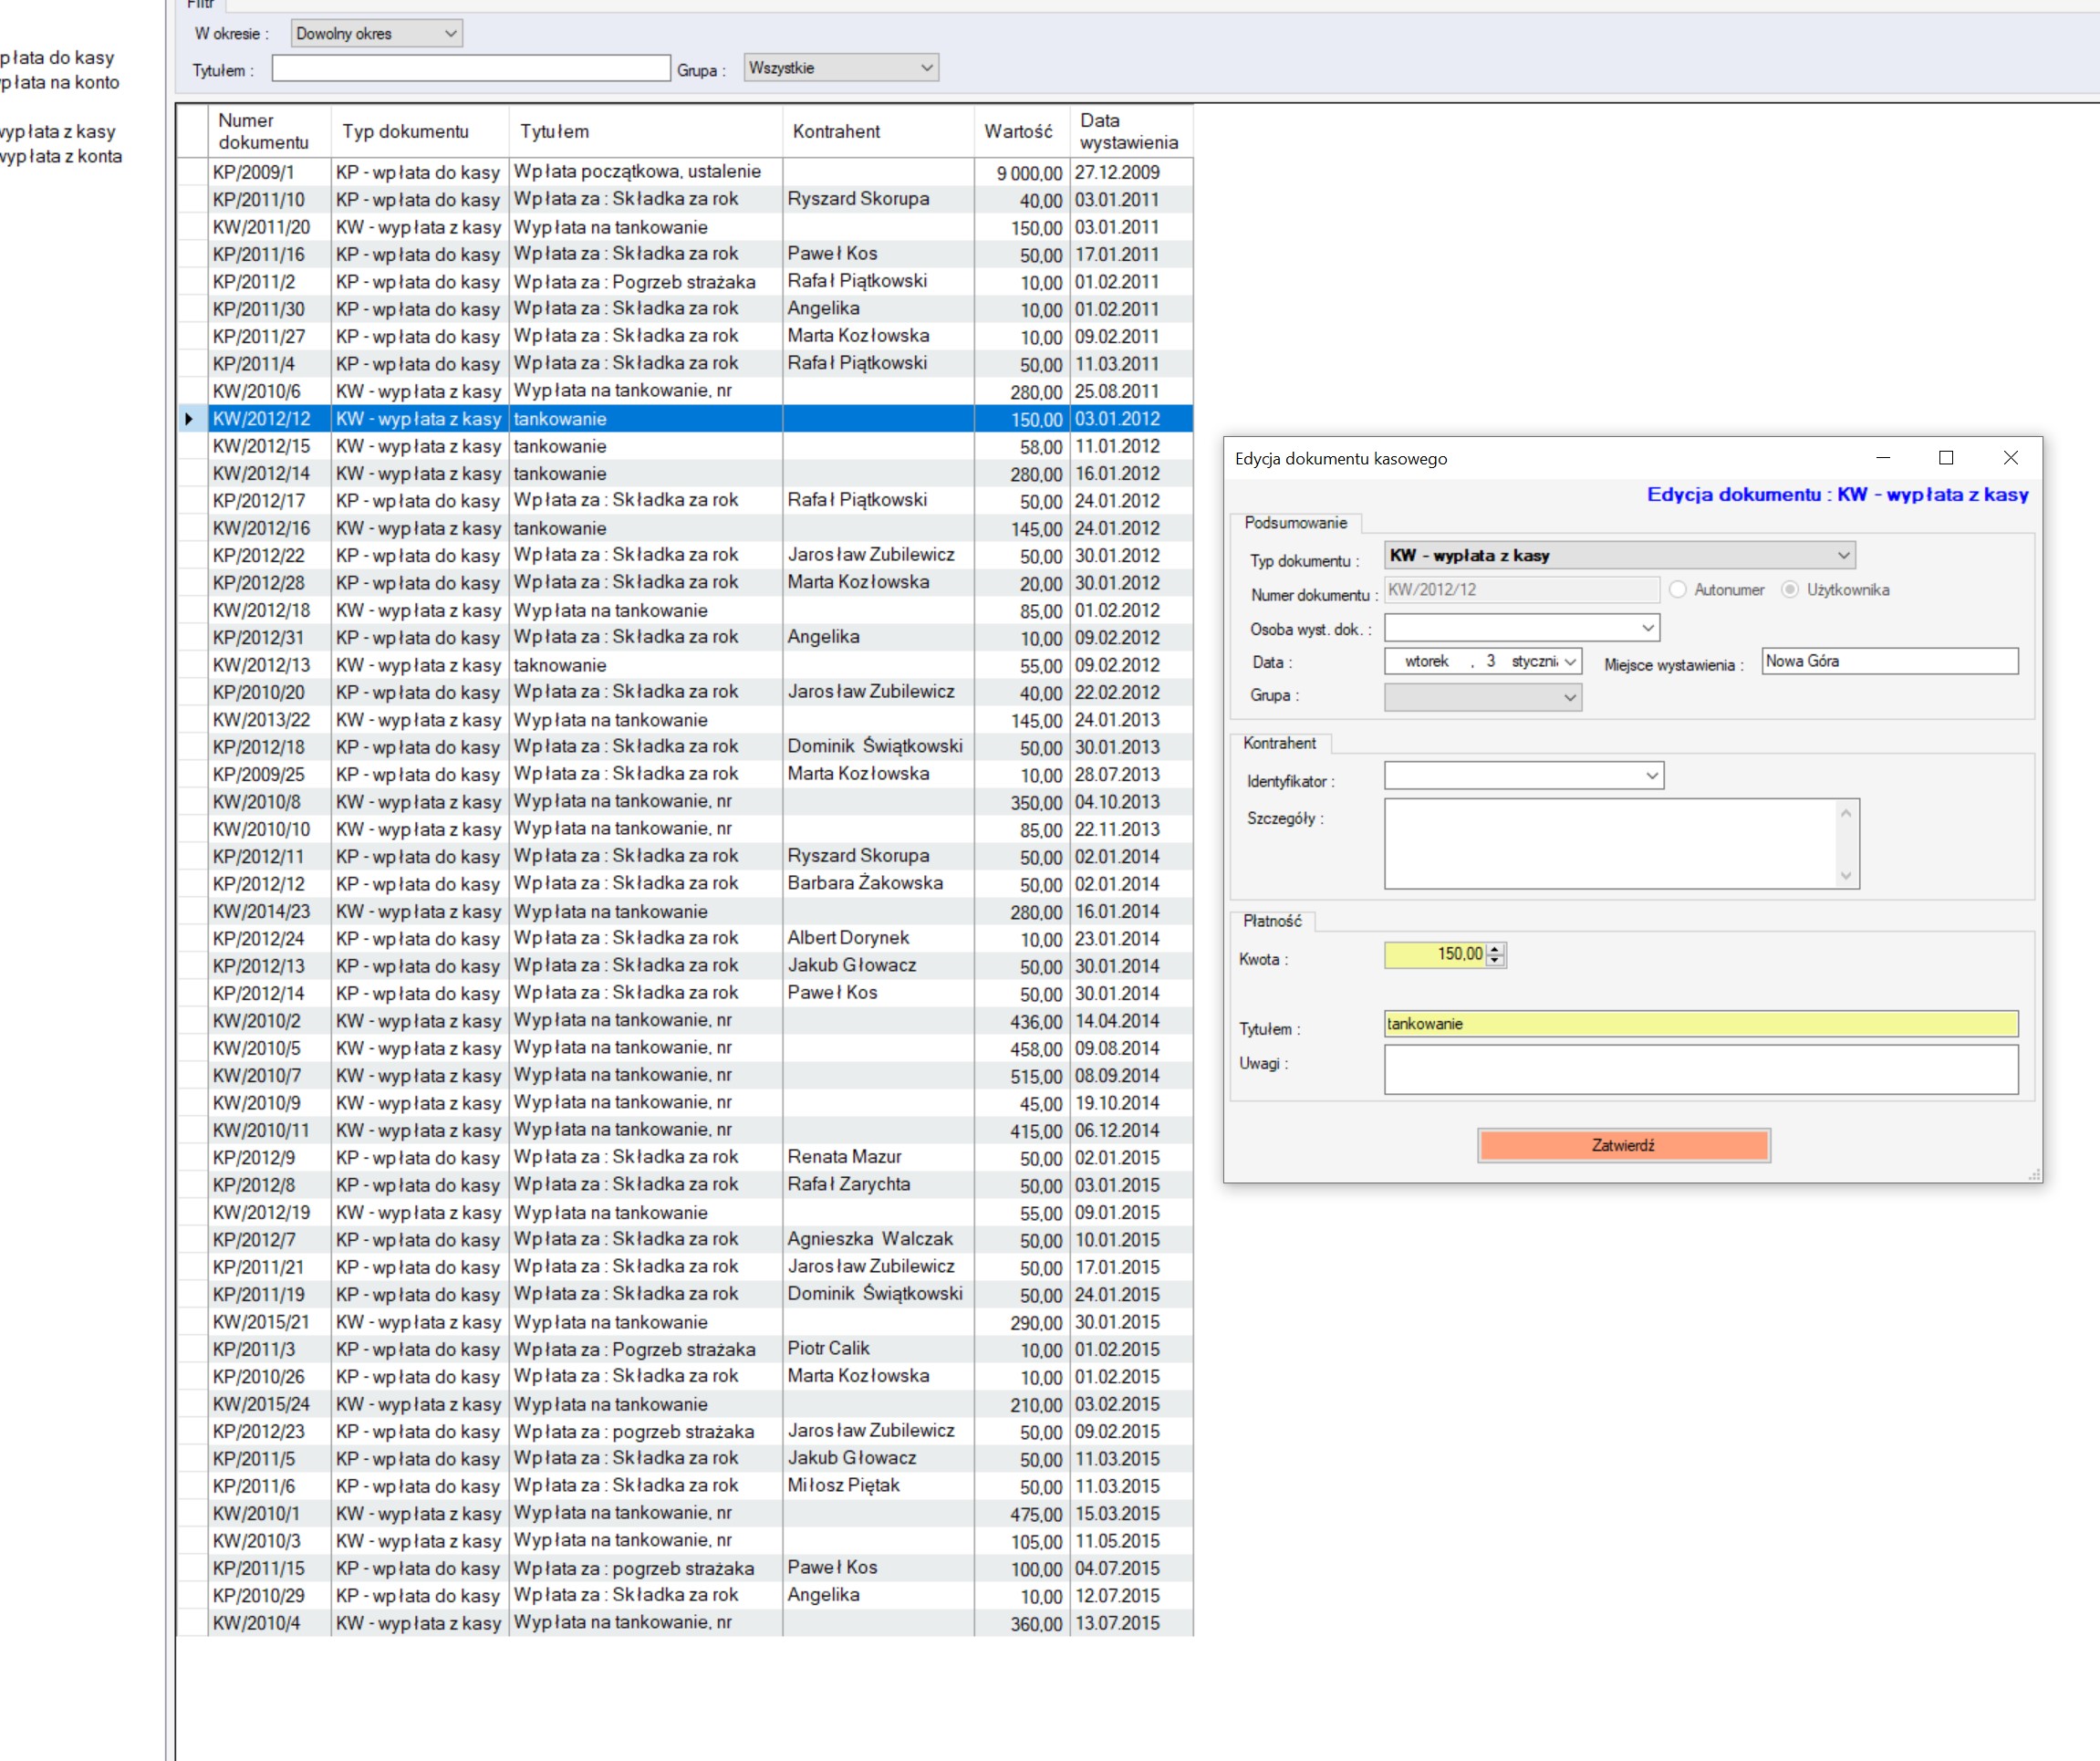 Filtr
W okresie : Dowolny okres
Tytułem : Grupa : Wszystkie
płata do kasy
płata na konto
wypłata z kasy
wypłata z konta
Numer dokumentu Typ dokumentu Tytułem Kontrahent Wartość Data wystawienia
KP/2009/1 KP - wpłata do kasy Wpłata początkowa, ustalenie 9 000,00 27.12.2009
KP/2011/10 KP - wpłata do kasy Wpłata za : Składka za rok Ryszard Skorupa 40,00 03.01.2011
KW/2011/20 KW - wypłata z kasy Wypłata na tankowanie 150,00 03.01.2011
KP/2011/16 KP - wpłata do kasy Wpłata za : Składka za rok Paweł Kos 50,00 17.01.2011
KP/2011/2 KP - wpłata do kasy Wpłata za : Pogrzeb strażaka Rafał Piątkowski 10,00 01.02.2011
KP/2011/30 KP - wpłata do kasy Wpłata za : Składka za rok Angelika 10,00 01.02.2011
KP/2011/27 KP - wpłata do kasy Wpłata za : Składka za rok Marta Kozłowska 10,00 09.02.2011
KP/2011/4 KP - wpłata do kasy Wpłata za : Składka za rok Rafał Piątkowski 50,00 11.03.2011
KW/2010/6 KW - wypłata z kasy Wypłata na tankowanie, nr 280,00 25.08.2011
KW/2012/12 KW - wypłata z kasy tankowanie 150,00 03.01.2012
KW/2012/15 KW - wypłata z kasy tankowanie 58,00 11.01.2012
KW/2012/14 KW - wypłata z kasy tankowanie 280,00 16.01.2012
KP/2012/17 KP - wpłata do kasy Wpłata za : Składka za rok Rafał Piątkowski 50,00 24.01.2012
KW/2012/16 KW - wypłata z kasy tankowanie 145,00 24.01.2012
KP/2012/22 KP - wpłata do kasy Wpłata za : Składka za rok Jarosław Zubilewicz 50,00 30.01.2012
KP/2012/28 KP - wpłata do kasy Wpłata za : Składka za rok Marta Kozłowska 20,00 30.01.2012
KW/2012/18 KW - wypłata z kasy Wypłata na tankowanie 85,00 01.02.2012
KP/2012/31 KP - wpłata do kasy Wpłata za : Składka za rok Angelika 10,00 09.02.2012
KW/2012/13 KW - wypłata z kasy taknowanie 55,00 09.02.2012
KP/2010/20 KP - wpłata do kasy Wpłata za : Składka za rok Jarosław Zubilewicz 40,00 22.02.2012
KW/2013/22 KW - wypłata z kasy Wypłata na tankowanie 145,00 24.01.2013
KP/2012/18 KP - wpłata do kasy Wpłata za : Składka za rok Dominik Świątkowski 50,00 30.01.2013
KP/2009/25 KP - wpłata do kasy Wpłata za : Składka za rok Marta Kozłowska 10,00 28.07.2013
KW/2010/8 KW - wypłata z kasy Wypłata na tankowanie, nr 350,00 04.10.2013
KW/2010/10 KW - wypłata z kasy Wypłata na tankowanie, nr 85,00 22.11.2013
KP/2012/11 KP - wpłata do kasy Wpłata za : Składka za rok Ryszard Skorupa 50,00 02.01.2014
KP/2012/12 KP - wpłata do kasy Wpłata za : Składka za rok Barbara Żakowska 50,00 02.01.2014
KW/2014/23 KW - wypłata z kasy Wypłata na tankowanie 280,00 16.01.2014
KP/2012/24 KP - wpłata do kasy Wpłata za : Składka za rok Albert Dorynek 10,00 23.01.2014
KP/2012/13 KP - wpłata do kasy Wpłata za : Składka za rok Jakub Głowacz 50,00 30.01.2014
KP/2012/14 KP - wpłata do kasy Wpłata za : Składka za rok Paweł Kos 50,00 30.01.2014
KW/2010/2 KW - wypłata z kasy Wypłata na tankowanie, nr 436,00 14.04.2014
KW/2010/5 KW - wypłata z kasy Wypłata na tankowanie, nr 458,00 09.08.2014
KW/2010/7 KW - wypłata z kasy Wypłata na tankowanie, nr 515,00 08.09.2014
KW/2010/9 KW - wypłata z kasy Wypłata na tankowanie, nr 45,00 19.10.2014
KW/2010/11 KW - wypłata z kasy Wypłata na tankowanie, nr 415,00 06.12.2014
KP/2012/9 KP - wpłata do kasy Wpłata za : Składka za rok Renata Mazur 50,00 02.01.2015
KP/2012/8 KP - wpłata do kasy Wpłata za : Składka za rok Rafał Zarychta 50,00 03.01.2015
KW/2012/19 KW - wypłata z kasy Wypłata na tankowanie 55,00 09.01.2015
KP/2012/7 KP - wpłata do kasy Wpłata za : Składka za rok Agnieszka Walczak 50,00 10.01.2015
KP/2011/21 KP - wpłata do kasy Wpłata za : Składka za rok Jarosław Zubilewicz 50,00 17.01.2015
KP/2011/19 KP - wpłata do kasy Wpłata za : Składka za rok Dominik Świątkowski 50,00 24.01.2015
KW/2015/21 KW - wypłata z kasy Wypłata na tankowanie 290,00 30.01.2015
KP/2011/3 KP - wpłata do kasy Wpłata za : Pogrzeb strażaka Piotr Calik 10,00 01.02.2015
KP/2010/26 KP - wpłata do kasy Wpłata za : Składka za rok Marta Kozłowska 10,00 01.02.2015
KW/2015/24 KW - wypłata z kasy Wypłata na tankowanie 210,00 03.02.2015
KP/2012/23 KP - wpłata do kasy Wpłata za : pogrzeb strażaka Jarosław Zubilewicz 50,00 09.02.2015
KP/2011/5 KP - wpłata do kasy Wpłata za : Składka za rok Jakub Głowacz 50,00 11.03.2015
KP/2011/6 KP - wpłata do kasy Wpłata za : Składka za rok Miłosz Piętak 50,00 11.03.2015
KW/2010/1 KW - wypłata z kasy Wypłata na tankowanie, nr 475,00 15.03.2015
KW/2010/3 KW - wypłata z kasy Wypłata na tankowanie, nr 105,00 11.05.2015
KP/2011/15 KP - wpłata do kasy Wpłata za : pogrzeb strażaka Paweł Kos 100,00 04.07.2015
KP/2010/29 KP - wpłata do kasy Wpłata za : Składka za rok Angelika 10,00 12.07.2015
KW/2010/4 KW - wypłata z kasy Wypłata na tankowanie, nr 360,00 13.07.2015
Edycja dokumentu kasowego
Edycja dokumentu : KW - wypłata z kasy
Podsumowanie
Typ dokumentu : KW - wypłata z kasy
Numer dokumentu : KW/2012/12 Autonumer Użytkownika
Osoba wyst. dok. :
Data : wtorek , 3 styczni Miejsce wystawienia : Nowa Góra
Grupa :
Kontrahent
Identyfikator :
Szczegóły :
Płatność
Kwota : 150,00
Tytułem : tankowanie
Uwagi :
Zatwierdź